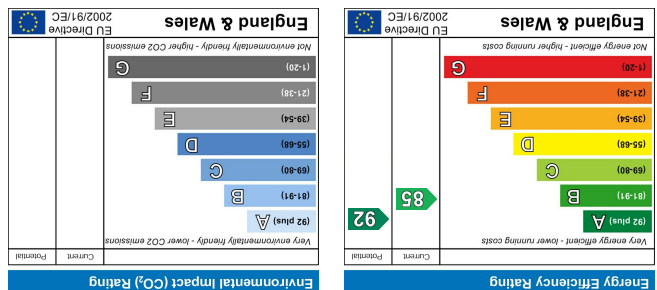 Energy Efficiency Rating
Current Potential
Very energy efficient - lower running costs
(92 plus) A
(81-91) B
(69-80) C
(55-68) D
(39-54) E
(21-38) F
(1-20) G
85
92
Not energy efficient - higher running costs
England & Wales
EU Directive
2002/91/EC
Environmental Impact (CO₂) Rating
Current Potential
Very environmentally friendly - lower CO2 emissions
(92 plus) A
(81-91) B
(69-80) C
(55-68) D
(39-54) E
(21-38) F
(1-20) G
Not environmentally friendly - higher CO2 emissions
England & Wales
EU Directive
2002/91/EC